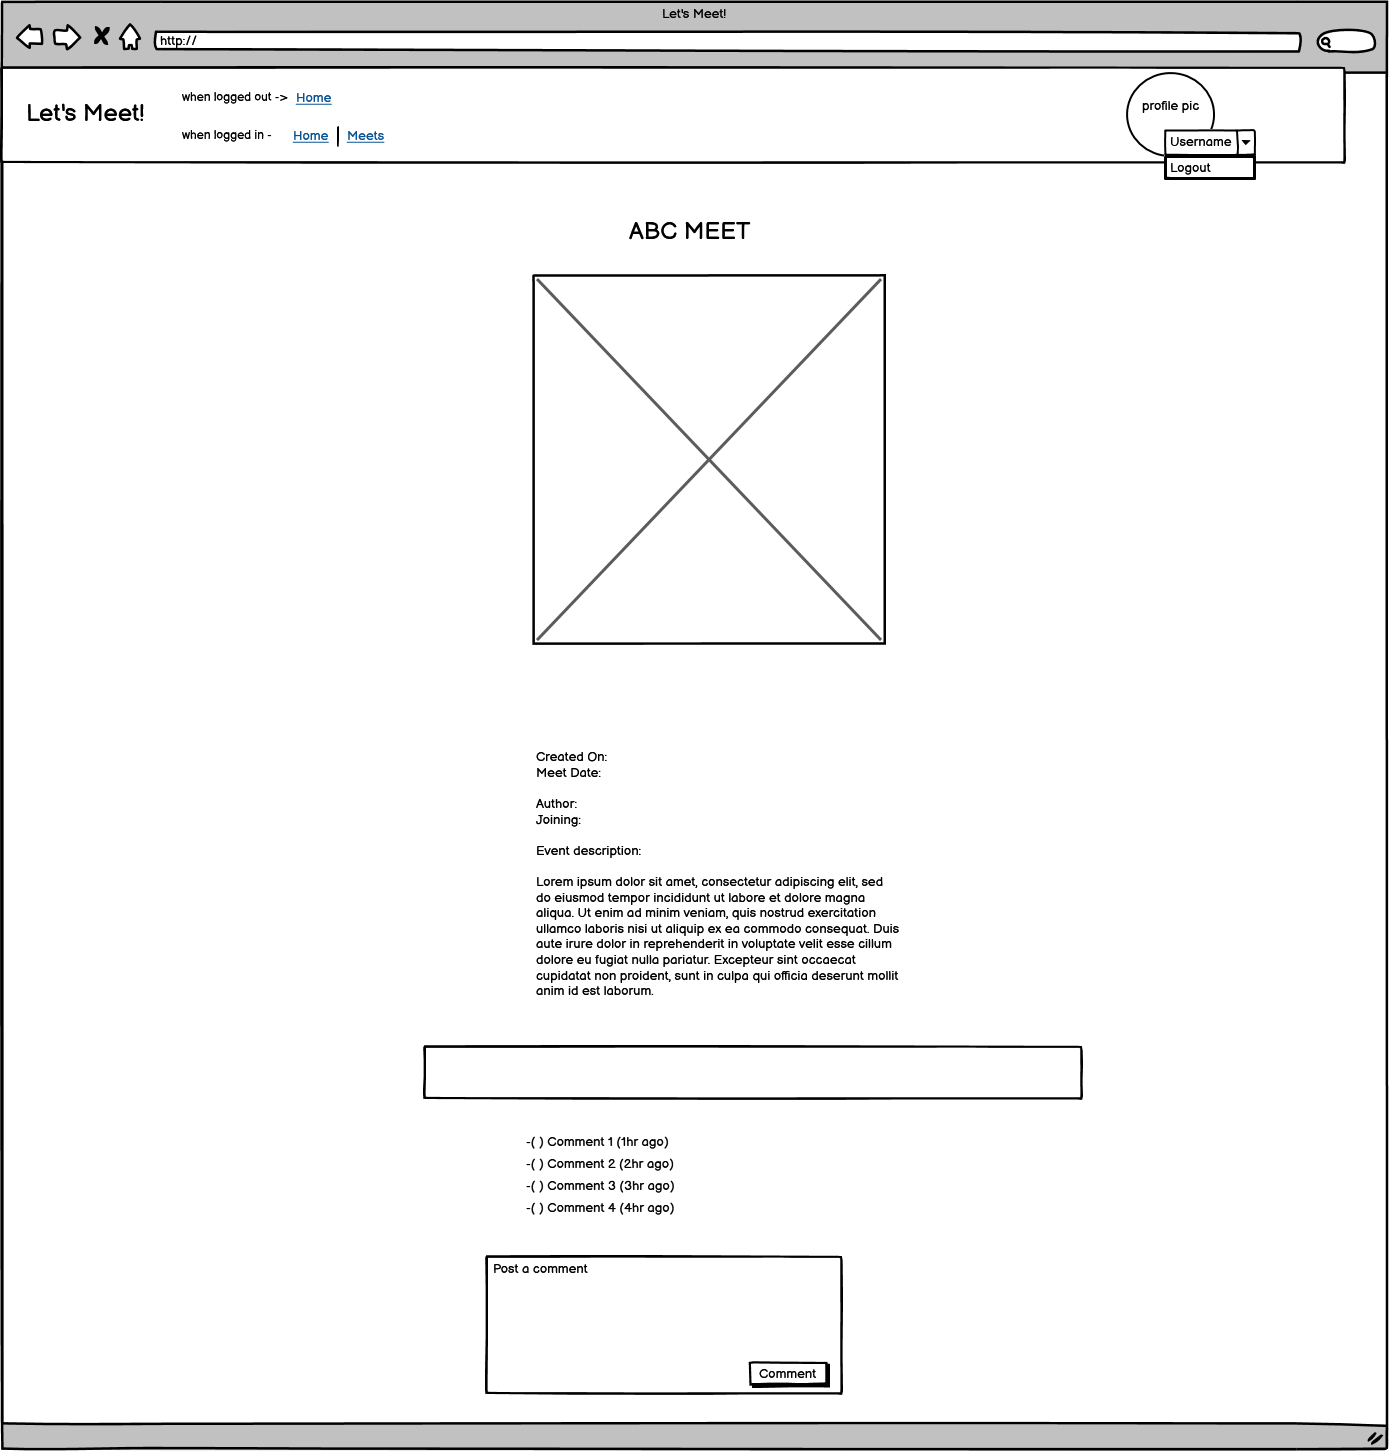 Let's Meet!
http://
Let's Meet!
when logged out -> Home
when logged in - Home Meets
profile pic
Username
Logout
ABC MEET
Created On:
Meet Date:
Author:
Joining:
Event description:
Lorem ipsum dolor sit amet, consectetur adipiscing elit, sed
do eiusmod tempor incididunt ut labore et dolore magna
aliqua. Ut enim ad minim veniam, quis nostrud exercitation
ullamco laboris nisi ut aliquip ex ea commodo consequat. Duis
aute irure dolor in reprehenderit in voluptate velit esse cillum
dolore eu fugiat nulla pariatur. Excepteur sint occaecat
cupidatat non proident, sunt in culpa qui officia deserunt mollit
anim id est laborum.
-( ) Comment 1 (1hr ago)
-( ) Comment 2 (2hr ago)
-( ) Comment 3 (3hr ago)
-( ) Comment 4 (4hr ago)
Post a comment
Comment